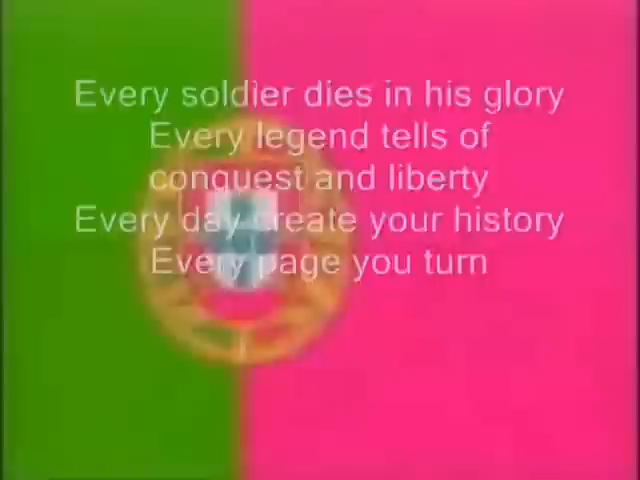 Every soldier dies in his glory
Every legend tells of
conquest and liberty
Every day create your history
Every page you turn